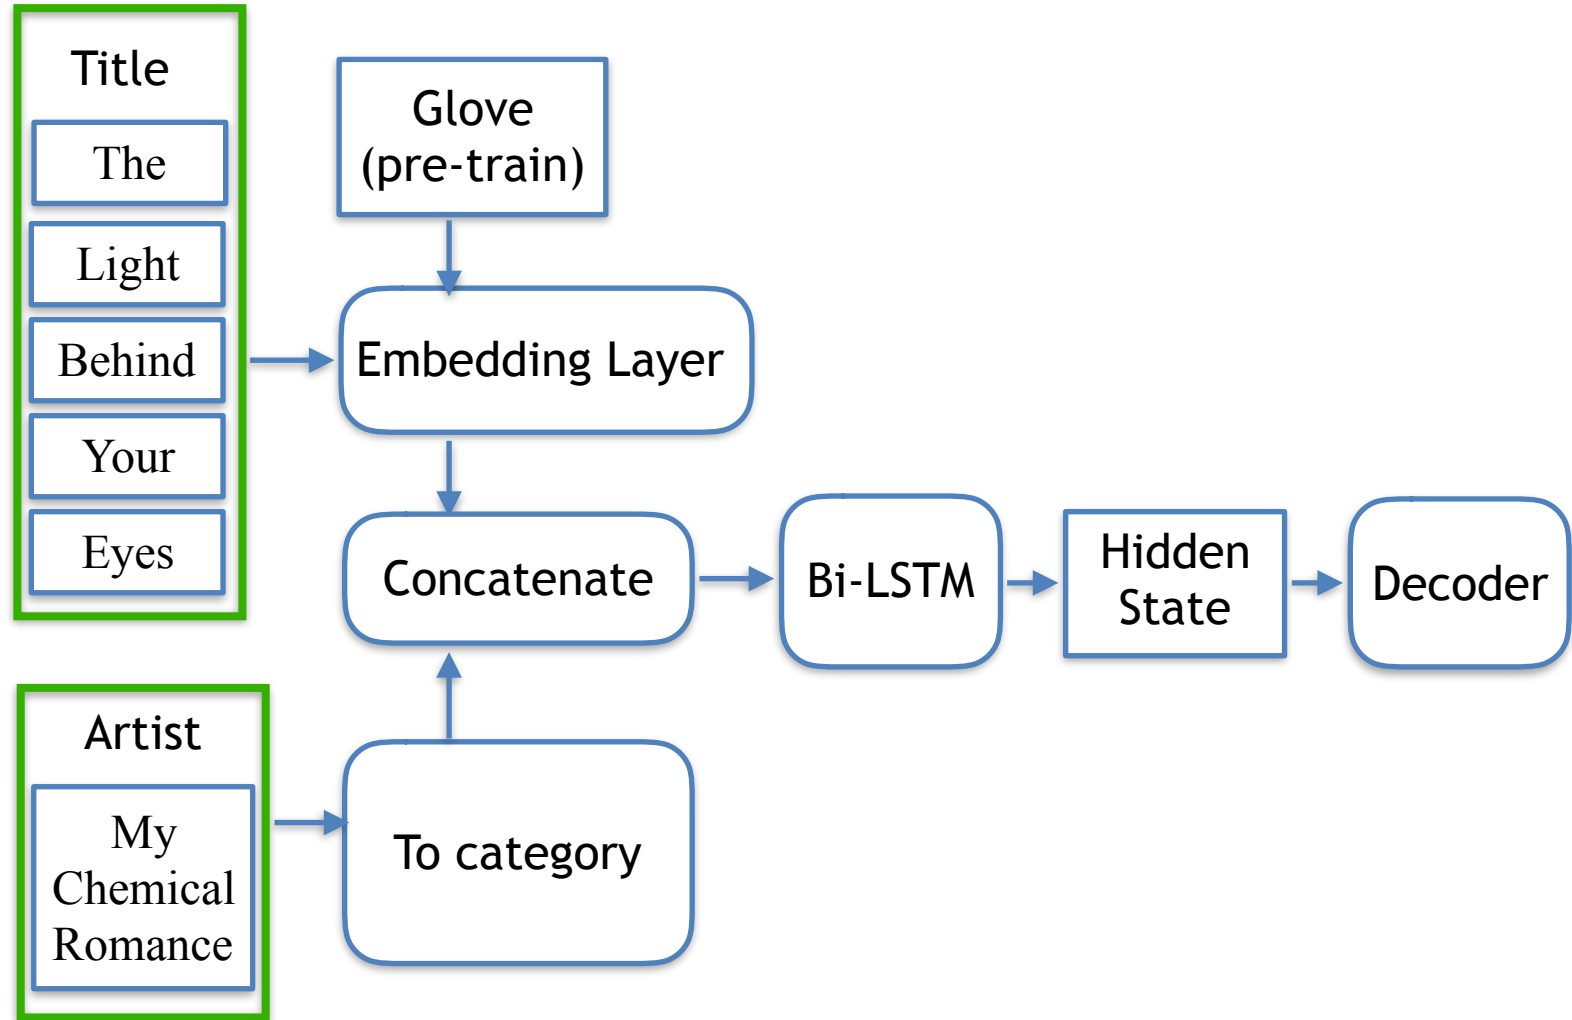 Title
The
Light
Behind
Your
Eyes
Glove
(pre-train)
Embedding Layer
Concatenate
Bi-LSTM
Hidden
State
Decoder
Artist
My
Chemical
Romance
To category